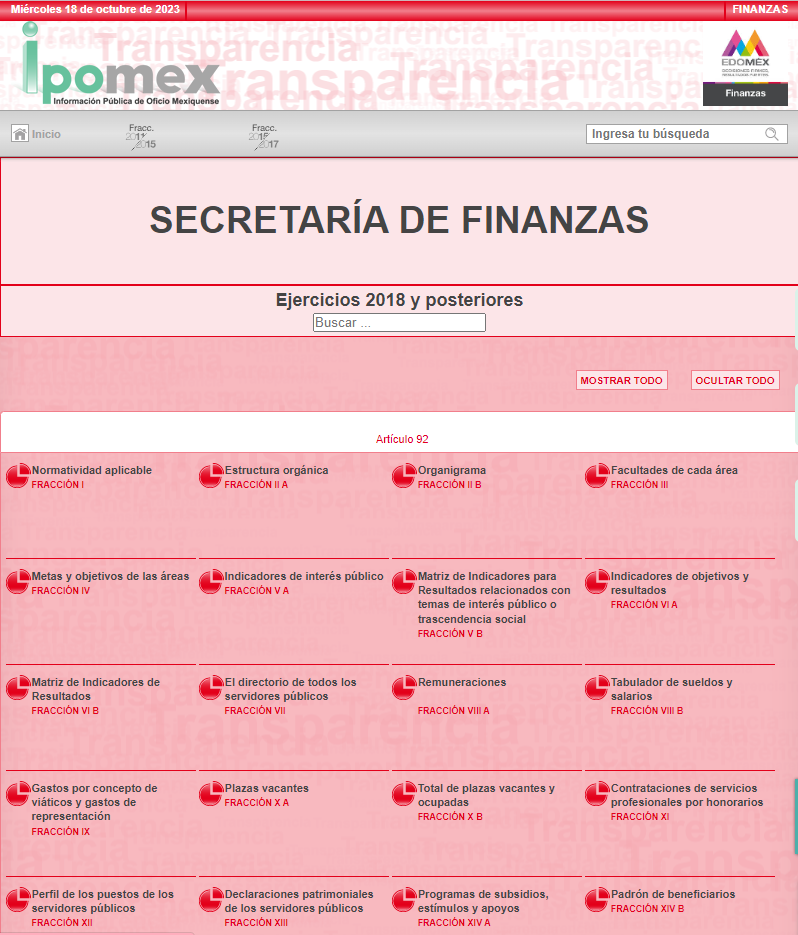 Miércoles 18 de octubre de 2023
FINANZAS
ipomex
Información Pública de Oficio Mexiquense
EDOMÉX
DECISIONES FIRMES, RESULTADOS FUERTES.
Finanzas
Inicio
Fracc.
/2015
Fracc.
/2017
Ingresa tu búsqueda
SECRETARÍA DE FINANZAS
Ejercicios 2018 y posteriores
Buscar ...
MOSTRAR TODO
OCULTAR TODO
Artículo 92
Normatividad aplicable
FRACCIÓN I
Estructura orgánica
FRACCIÓN II A
Organigrama
FRACCIÓN II B
Facultades de cada área
FRACCIÓN III
Metas y objetivos de las áreas
FRACCIÓN IV
Indicadores de interés público
FRACCIÓN V A
Matriz de Indicadores para
Resultados relacionados con
temas de interés público o
trascendencia social
FRACCIÓN V B
Indicadores de objetivos y
resultados
FRACCIÓN VI A
Matriz de Indicadores de
Resultados
FRACCIÓN VI B
El directorio de todos los
servidores públicos
FRACCIÓN VII
Remuneraciones
FRACCIÓN VIII A
Tabulador de sueldos y
salarios
FRACCIÓN VIII B
Gastos por concepto de
viáticos y gastos de
representación
FRACCIÓN IX
Plazas vacantes
FRACCIÓN X A
Total de plazas vacantes y
ocupadas
FRACCIÓN X B
Contrataciones de servicios
profesionales por honorarios
FRACCIÓN XI
Perfil de los puestos de los
servidores públicos
FRACCIÓN XII
Declaraciones patrimoniales
de los servidores públicos
FRACCIÓN XIII
Programas de subsidios,
estímulos y apoyos
FRACCIÓN XIV A
Padrón de beneficiarios
FRACCIÓN XIV B